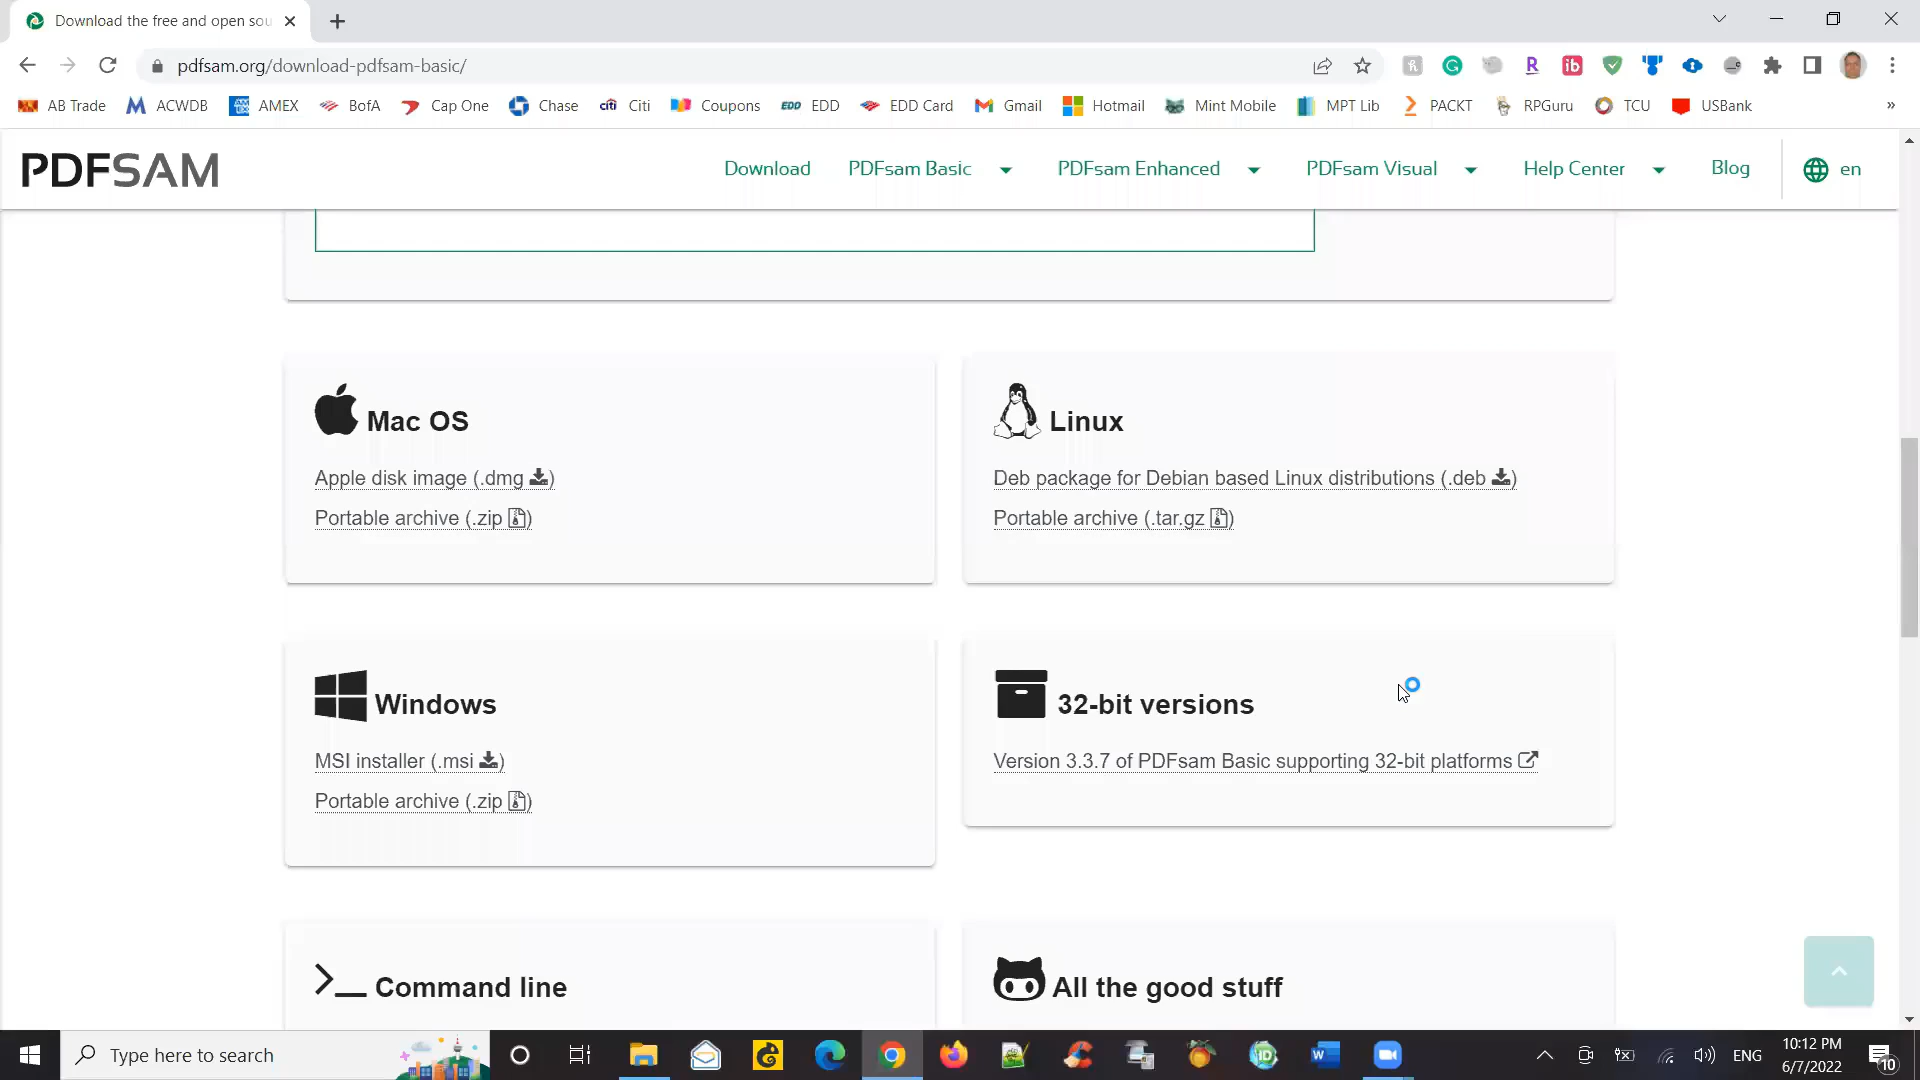 Download the free and open sou
pdfsam.org/download-pdfsam-basic/
AB Trade ACWDB AMEX BofA Cap One Chase citi Citi Coupons EDD EDD EDD Card Gmail Hotmail Mint Mobile MPT Lib PACKT RPGuru TCU USBank »
PDFSAM Download PDFsam Basic PDFsam Enhanced PDFsam Visual Help Center Blog en
Mac OS
Apple disk image (.dmg )
Portable archive (.zip )
Linux
Deb package for Debian based Linux distributions (.deb )
Portable archive (.tar.gz )
Windows
MSI installer (.msi )
Portable archive (.zip )
32-bit versions
Version 3.3.7 of PDFsam Basic supporting 32-bit platforms
Command line
All the good stuff
Type here to search
ENG
10:12 PM
6/7/2022
10